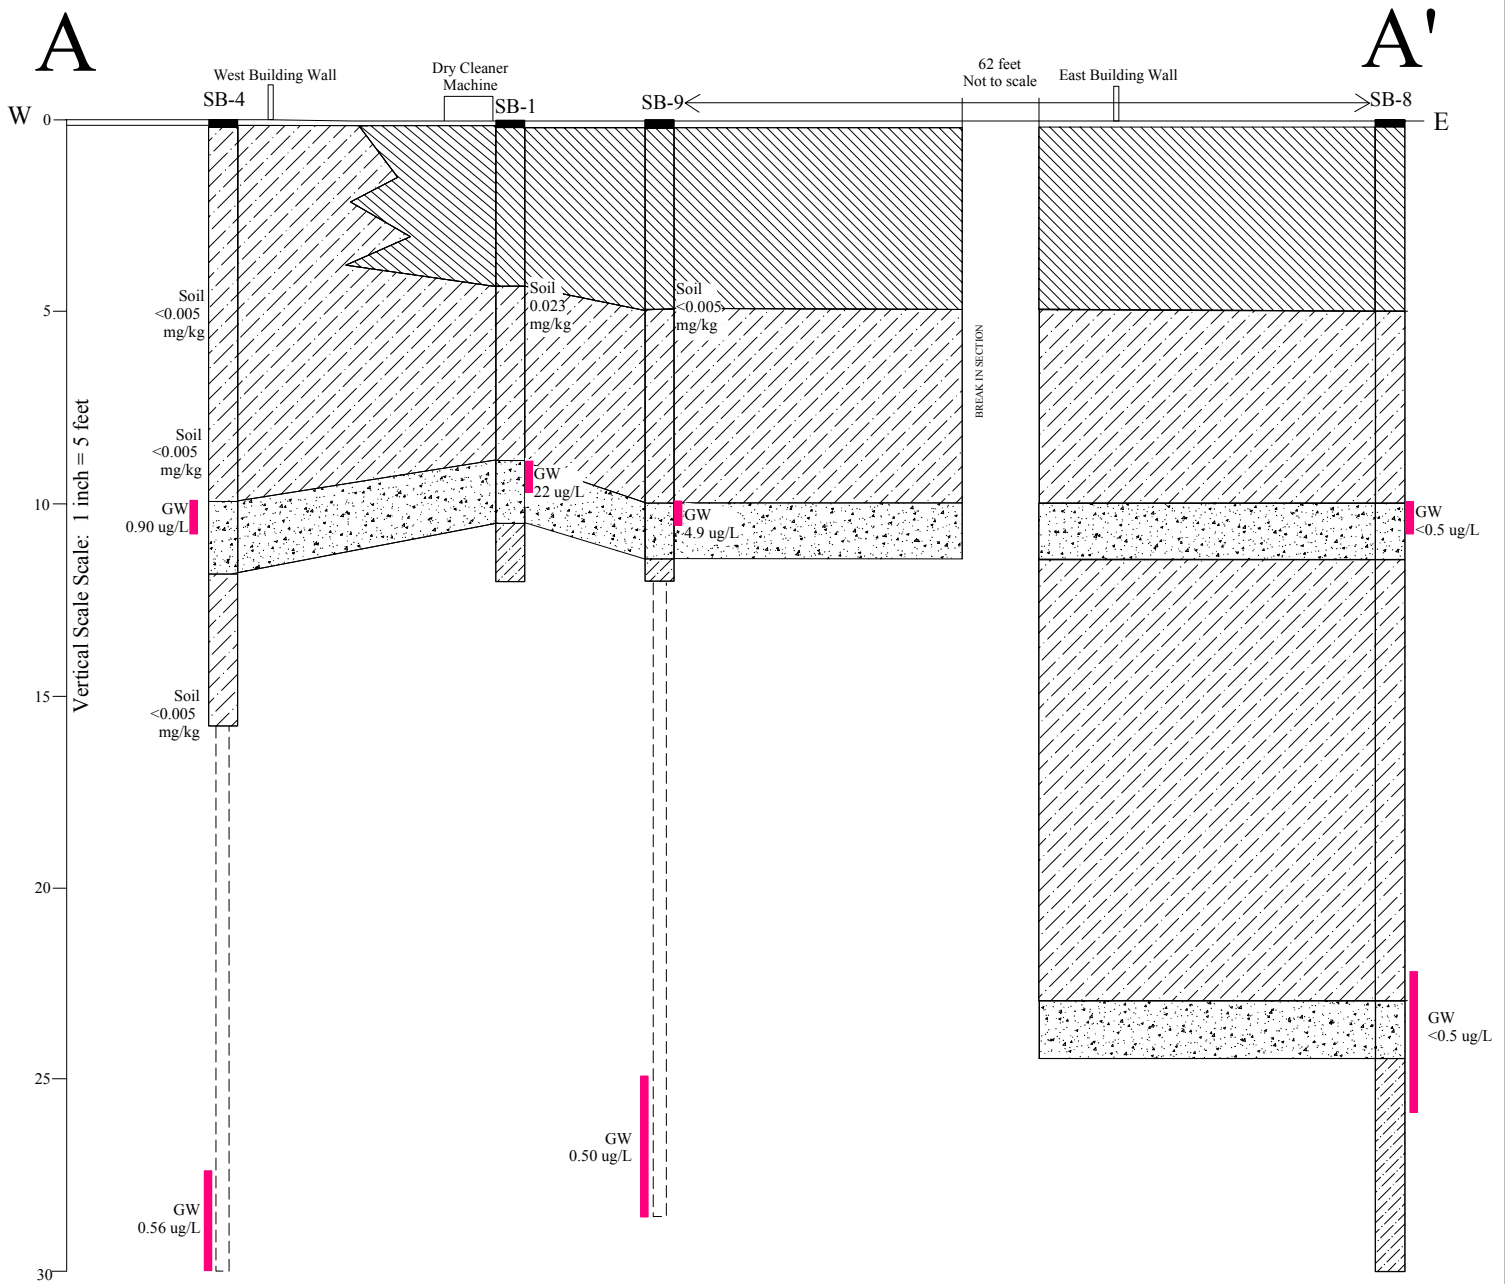 A
A'
West Building Wall
Dry Cleaner
Machine
62 feet
Not to scale
East Building Wall
SB-4
SB-1
SB-9
SB-8
W
E
0
5
10
15
20
25
30
Vertical Scale Scale: 1 inch = 5 feet
Soil
<0.005
mg/kg
Soil
0.023
mg/kg
Soil
<0.005
mg/kg
BREAK IN SECTION
Soil
<0.005
mg/kg
GW
0.90 ug/L
GW
22 ug/L
GW
4.9 ug/L
GW
<0.5 ug/L
Soil
<0.005
mg/kg
GW
<0.5 ug/L
GW
0.50 ug/L
GW
0.56 ug/L